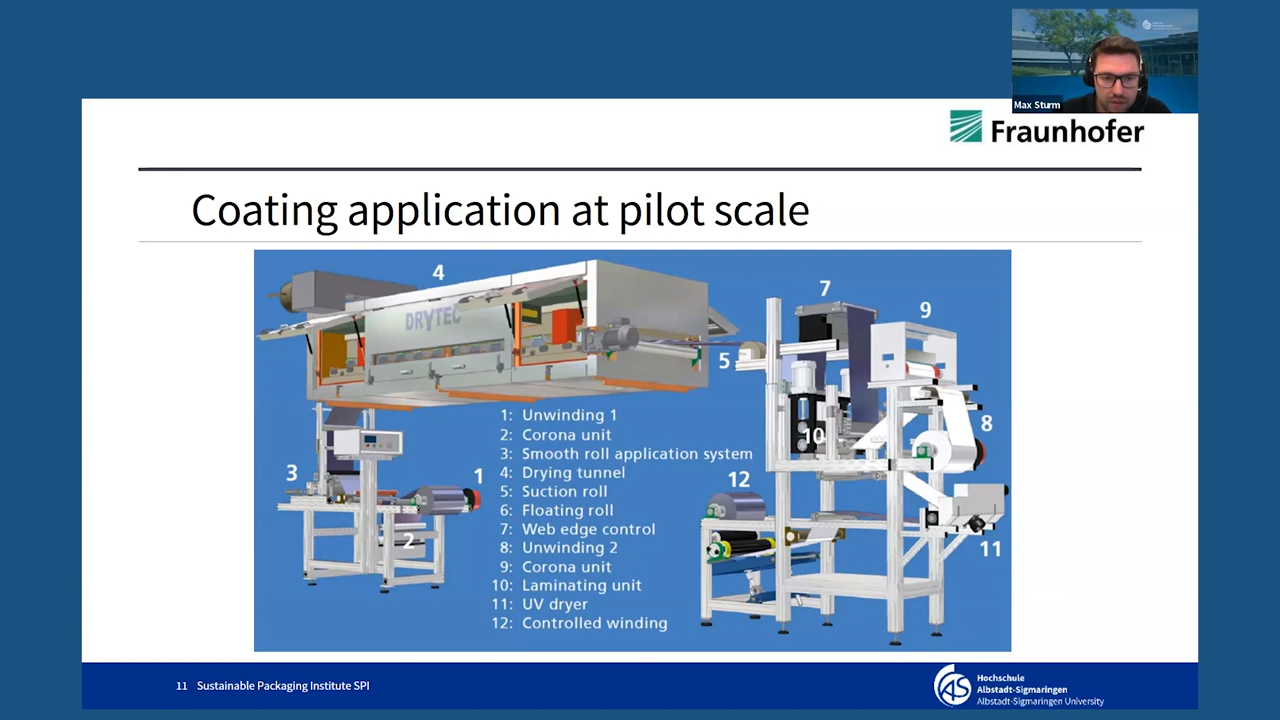 Max Sturm
Fraunhofer
Coating application at pilot scale
4
DRYTEC
7
9
5
8
10
3
1
2
12
11
1: Unwinding 1
2: Corona unit
3: Smooth roll application system
4: Drying tunnel
5: Suction roll
6: Floating roll
7: Web edge control
8: Unwinding 2
9: Corona unit
10: Laminating unit
11: UV dryer
12: Controlled winding
11 Sustainable Packaging Institute SPI
Hochschule
Albstadt-Sigmaringen
Albstadt-Sigmaringen University